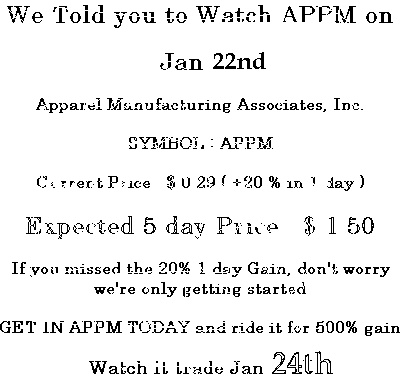 We Told you to Watch APPM on
Jan 22nd
Apparel Manufacturing Associates, Inc.
SYMBOL : APPM
Current Price $ 0 29 ( +20 % in 1 day )
Expected 5 day Price $ 1 50
If you missed the 20% 1 day Gain, don't worry
we're only getting started
GET IN APPM TODAY and ride it for 500% gain
Watch it trade Jan 24th